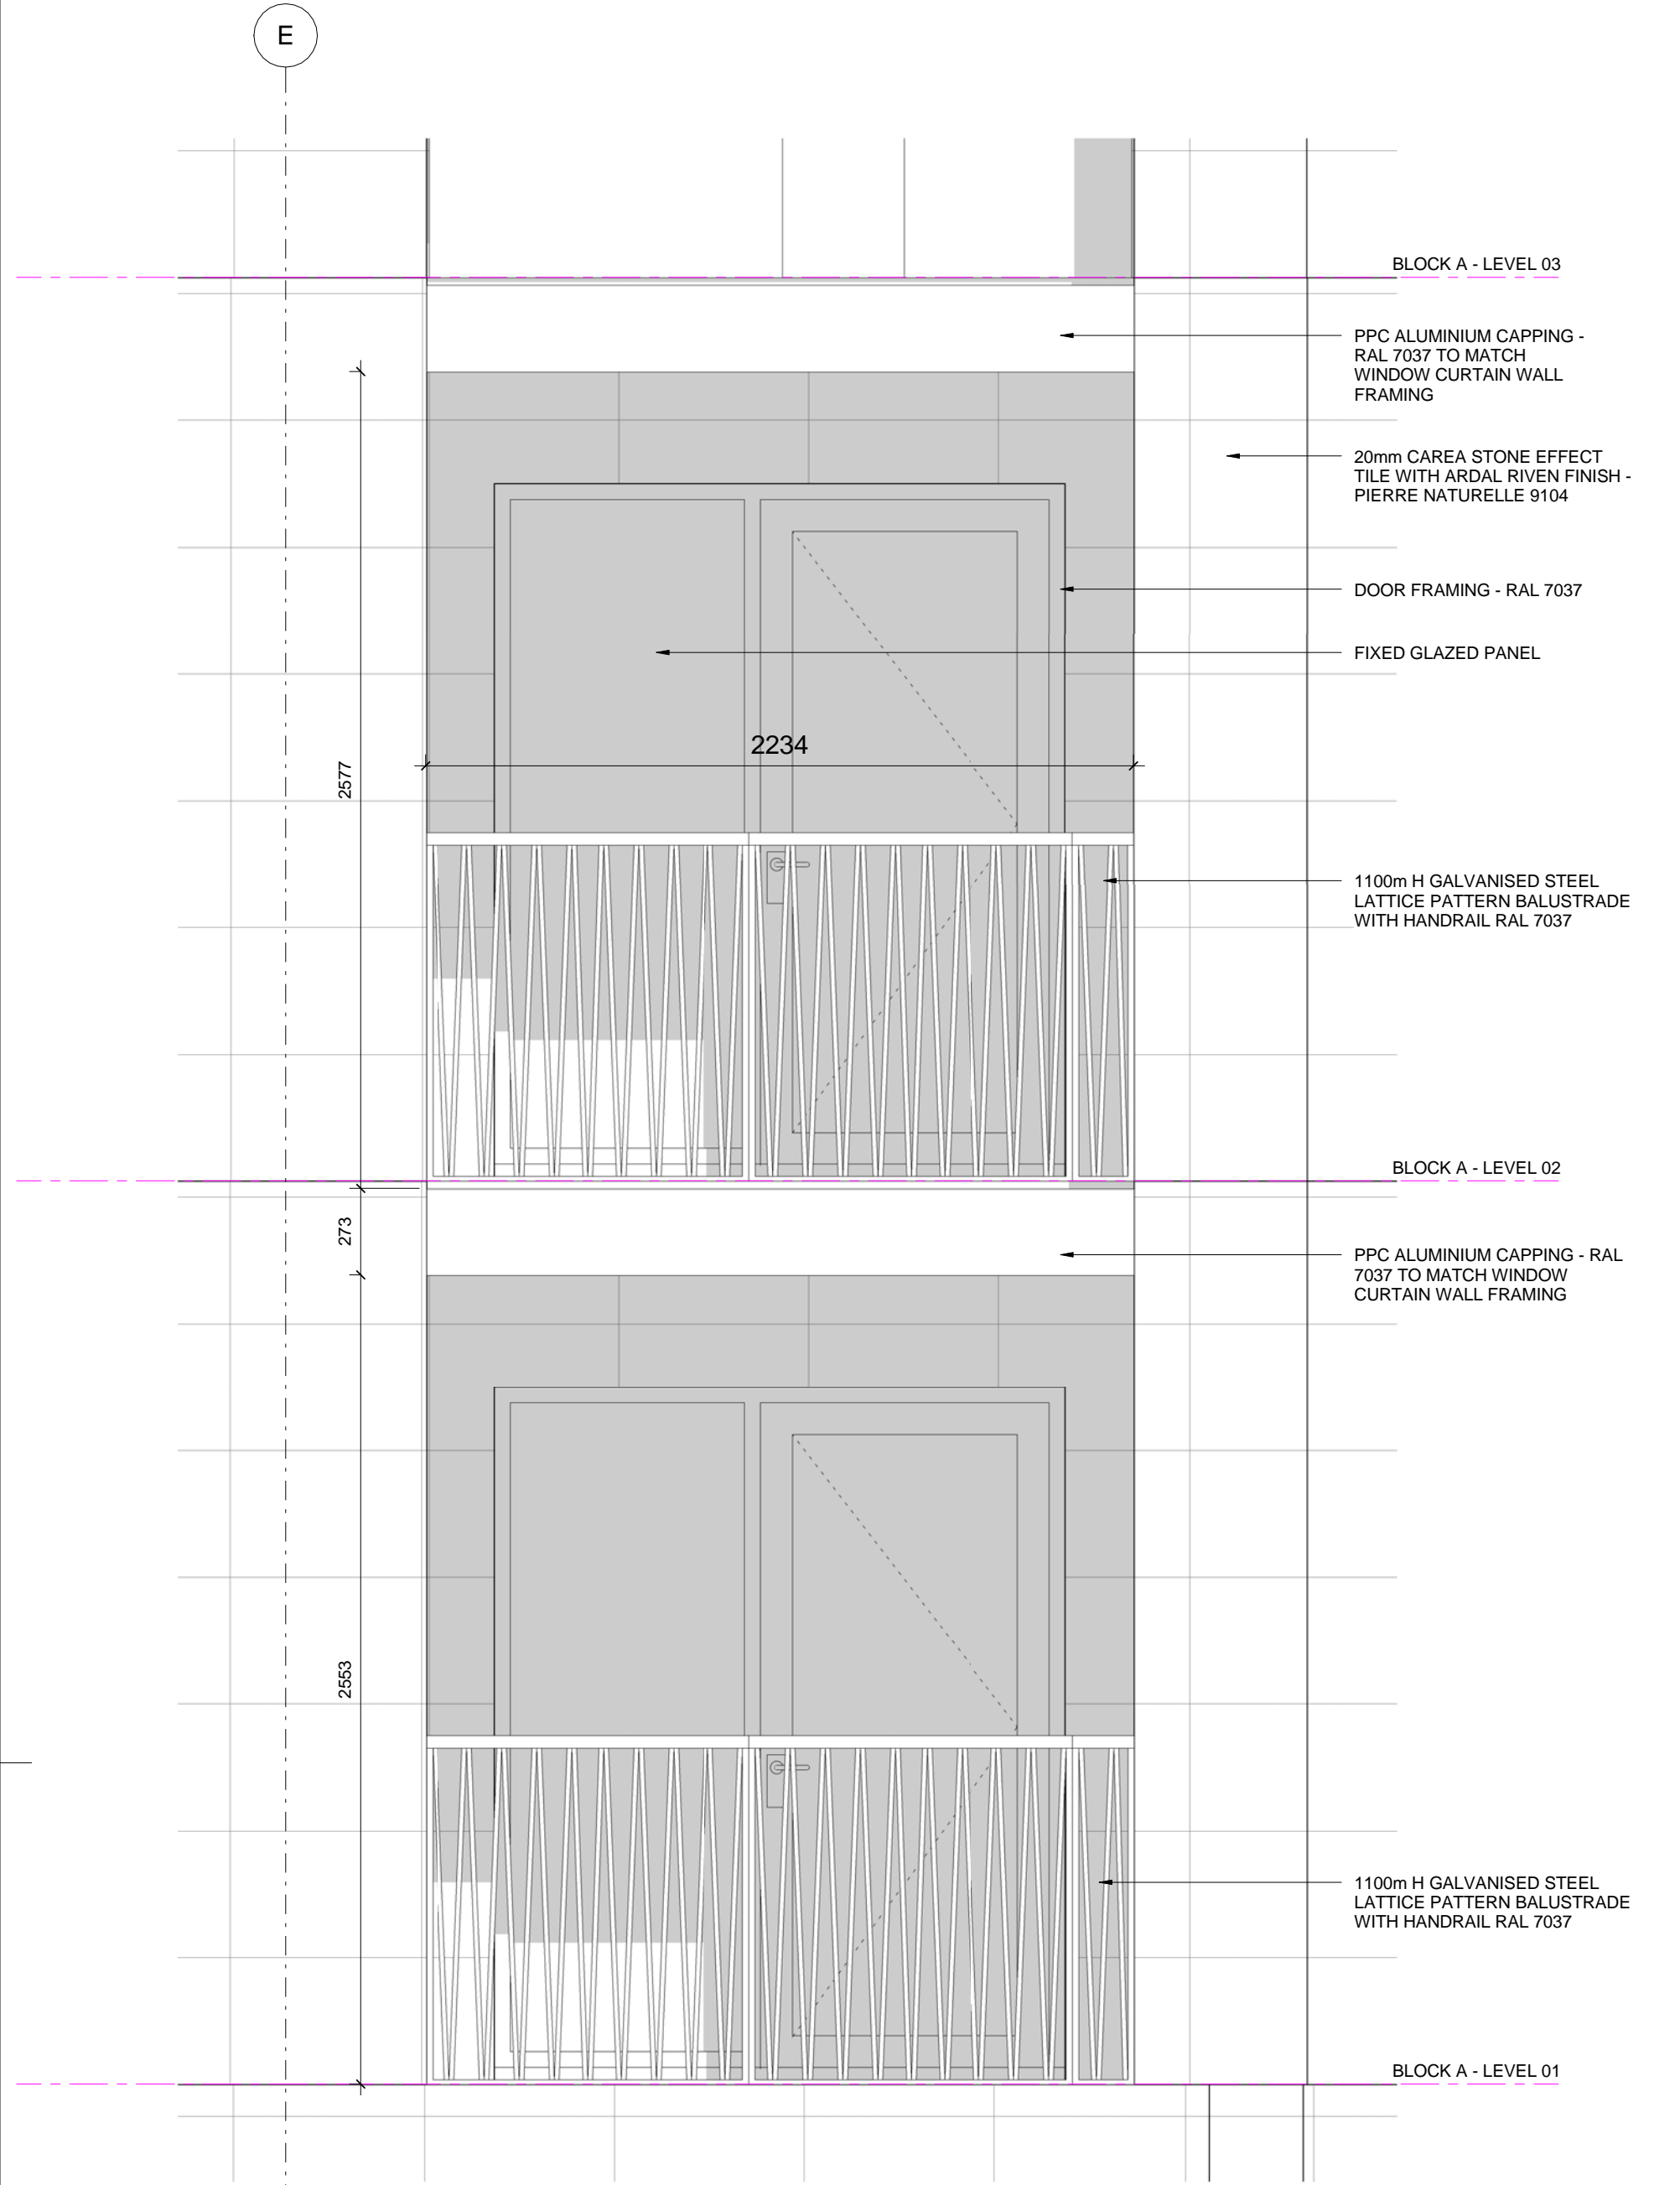 E
BLOCK A - LEVEL 03
PPC ALUMINIUM CAPPING -
RAL 7037 TO MATCH
WINDOW CURTAIN WALL
FRAMING
20mm CAREA STONE EFFECT
TILE WITH ARDAL RIVEN FINISH -
PIERRE NATURELLE 9104
DOOR FRAMING - RAL 7037
FIXED GLAZED PANEL
2234
2577
1100m H GALVANISED STEEL
LATTICE PATTERN BALUSTRADE
WITH HANDRAIL RAL 7037
BLOCK A - LEVEL 02
273
PPC ALUMINIUM CAPPING - RAL
7037 TO MATCH WINDOW
CURTAIN WALL FRAMING
2553
1100m H GALVANISED STEEL
LATTICE PATTERN BALUSTRADE
WITH HANDRAIL RAL 7037
BLOCK A - LEVEL 01